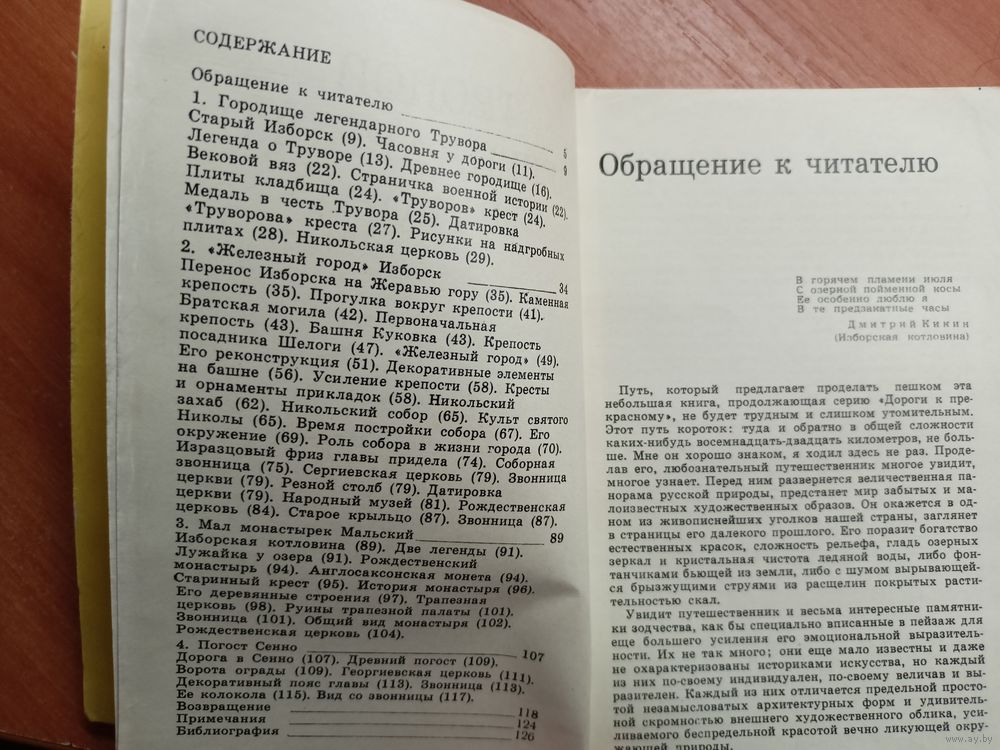 СОДЕРЖАНИЕ
Обращение к читателю 5
1. Городище легендарного Трувора 9
Старый Изборск (9). Часовня у дороги (11).
Легенда о Труворе (13). Древнее городище (16).
Вековой вяз (22). Страничка военной истории (22).
Плиты кладбища (24). «Труворов» крест (24).
Медаль в честь Трувора (25). Датировка
«Труворова» креста (27). Рисунки на надгробных
плитах (28). Никольская церковь (29).
2. «Железный город» Изборск 34
Перенос Изборска на Жеравью гору (35). Каменная
крепость (35). Прогулка вокруг крепости (41).
Братская могила (42). Первоначальная
крепость (43). Башня Куковка (43). Крепость
посадника Шелоги (47). «Железный город» (49).
Его реконструкция (51). Декоративные элементы
на башне (56). Усиление крепости (58). Кресты
и орнаменты прикладок (58). Никольский
захаб (62). Никольский собор (65). Культ святого
Николы (65). Время постройки собора (67). Его
окружение (69). Роль собора в жизни города (70).
Изразцовый фриз главы придела (74). Соборная
звонница (75). Сергиевская церковь (79). Звонница
церкви (79). Резной столб (79). Датировка
церкви (79). Народный музей (81). Рождественская
церковь (84). Старое крыльцо (87). Звонница (87).
3. Мал монастырек Мальский 89
Изборская котловина (89). Две легенды (91).
Лужайка у озера (91). Рождественский
монастырь (94). Англосаксонская монета (94).
Старинный крест (95). История монастыря (96).
Его деревянные строения (97). Трапезная
церковь (98). Руины трапезной палаты (101).
Звонница (101). Общий вид монастыря (102).
Рождественская церковь (104).
4. Погост Сенно 107
Дорога в Сенно (107). Древний погост (109).
Ворота ограды (109). Георгиевская церковь (111).
Декоративный пояс главы (113). Звонница (113).
Ее колокола (115). Вид со звонницы (117).
Возвращение 118
Примечания 124
Библиография 126
Обращение к читателю
В горячем пламени июля
С озерной пойменной косы
Ее особенно люблю я
В те предзакатные часы
Дмитрий Кикин
(Изборская котловина)
Путь, который предлагает проделать пешком эта
небольшая книга, продолжающая серию «Дороги к пре-
красному», не будет трудным и слишком утомительным.
Этот путь короток: туда и обратно в общей сложности
каких-нибудь восемнадцать-двадцать километров, не боль-
ше. Мне он хорошо знаком, я ходил здесь не раз. Проде-
лав его, любознательный путешественник многое увидит,
многое узнает. Перед ним развернется величественная па-
норама русской природы, предстанет мир забытых и ма-
лоизвестных художественных образов. Он окажется в од-
ном из живописнейших уголков нашей страны, заглянет
в страницы его далекого прошлого. Его поразит богатство
естественных красок, сложность рельефа, гладь озерных
зеркал и кристальная чистота ледяной воды, либо фон-
танчиками бьющей из земли, либо с шумом вырывающей-
ся брызжущими струями из расщелин покрытых расти-
тельностью скал.
Увидит путешественник и весьма интересные памятни-
ки зодчества, как бы специально вписанные в пейзаж для
еще большего усиления его эмоциональной выразитель-
ности. Их не так много; они еще мало известны и даже
не охарактеризованы историками искусства, но каждый
из них по-своему индивидуален, по-своему величав и вы-
разителен. Каждый из них отличается предельной просто-
той незамысловатых архитектурных форм и удивитель-
ной скромностью внешнего художественного облика, уси-
ливающего беспредельной красотой вечно ликующей окру-
жающей природы.
www.ay.by